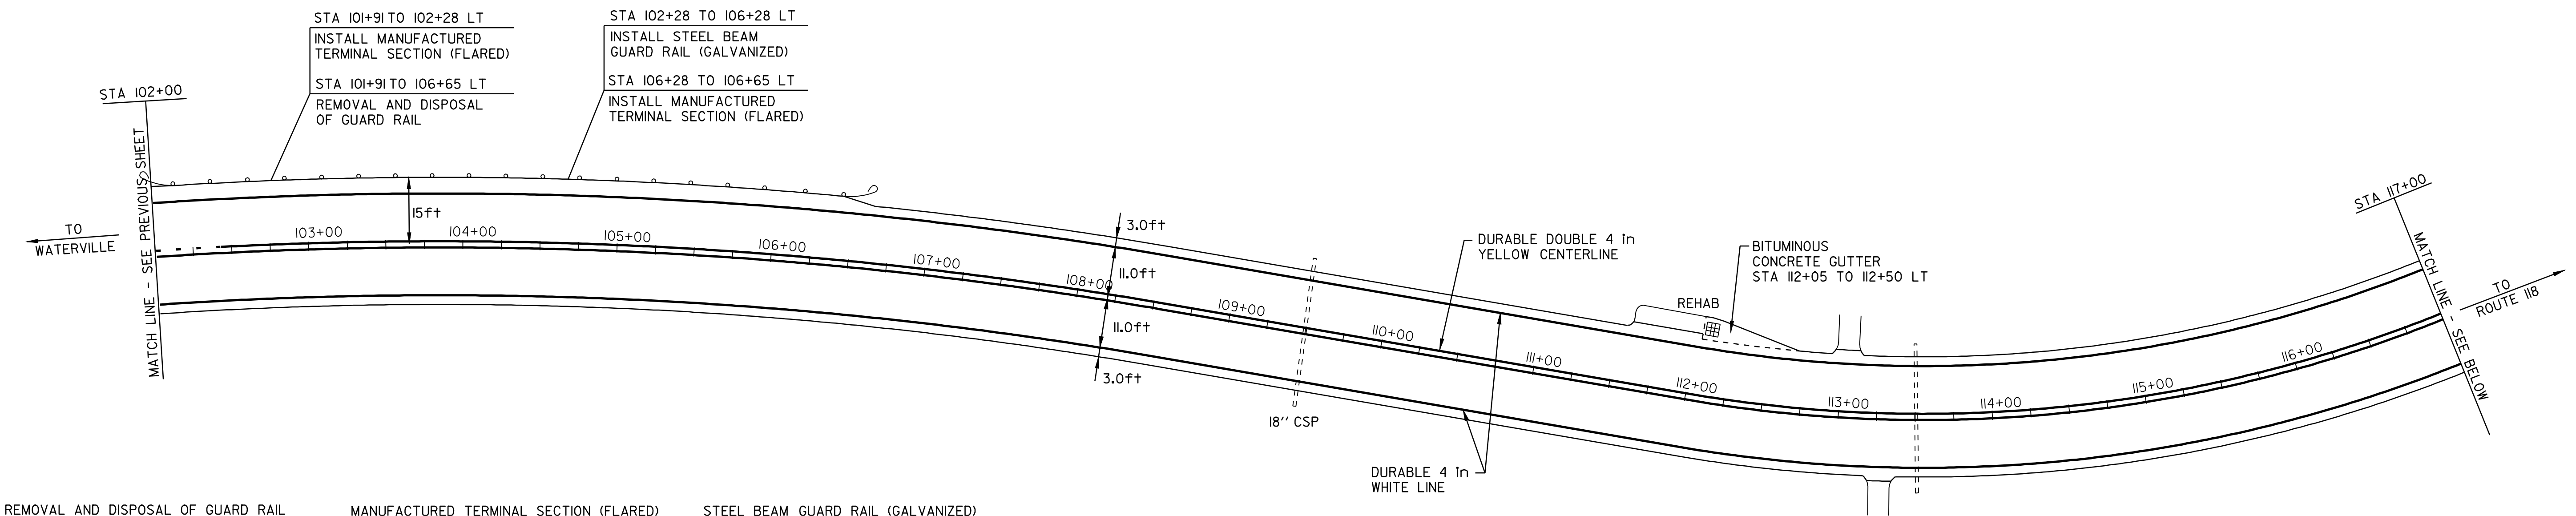 STA 101+91 TO 102+28 LT
INSTALL MANUFACTURED
TERMINAL SECTION (FLARED)
STA 101+91 TO 106+65 LT
REMOVAL AND DISPOSAL
OF GUARD RAIL
STA 102+28 TO 106+28 LT
INSTALL STEEL BEAM
GUARD RAIL (GALVANIZED)
STA 106+28 TO 106+65 LT
INSTALL MANUFACTURED
TERMINAL SECTION (FLARED)
STA 102+00
MATCH LINE - SEE PREVIOUS SHEET
TO
WATERVILLE
15ft
103+00
104+00
105+00
106+00
107+00
108+00
109+00
110+00
111+00
112+00
113+00
114+00
115+00
116+00
3.0ft
11.0ft
11.0ft
3.0ft
18'' CSP
DURABLE DOUBLE 4 in
YELLOW CENTERLINE
REHAB
BITUMINOUS
CONCRETE GUTTER
STA 112+05 TO 112+50 LT
DURABLE 4 in
WHITE LINE
STA 117+00
MATCH LINE - SEE BELOW
TO
ROUTE 118
REMOVAL AND DISPOSAL OF GUARD RAIL
MANUFACTURED TERMINAL SECTION (FLARED)
STEEL BEAM GUARD RAIL (GALVANIZED)